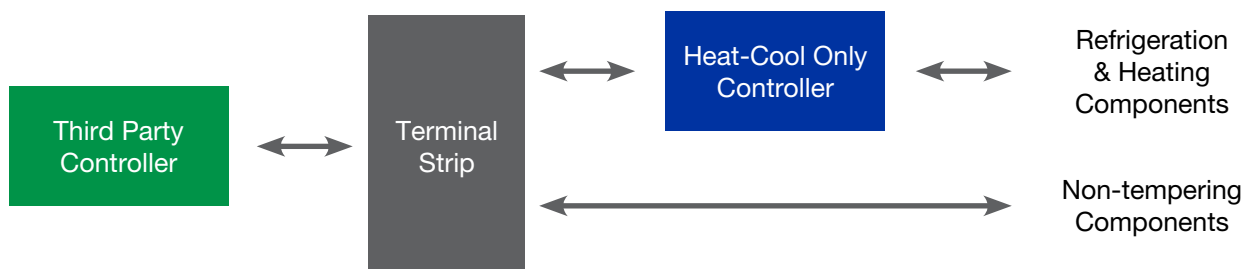 Third Party
Controller
Terminal
Strip
Heat-Cool Only
Controller
Refrigeration
& Heating
Components
Non-tempering
Components